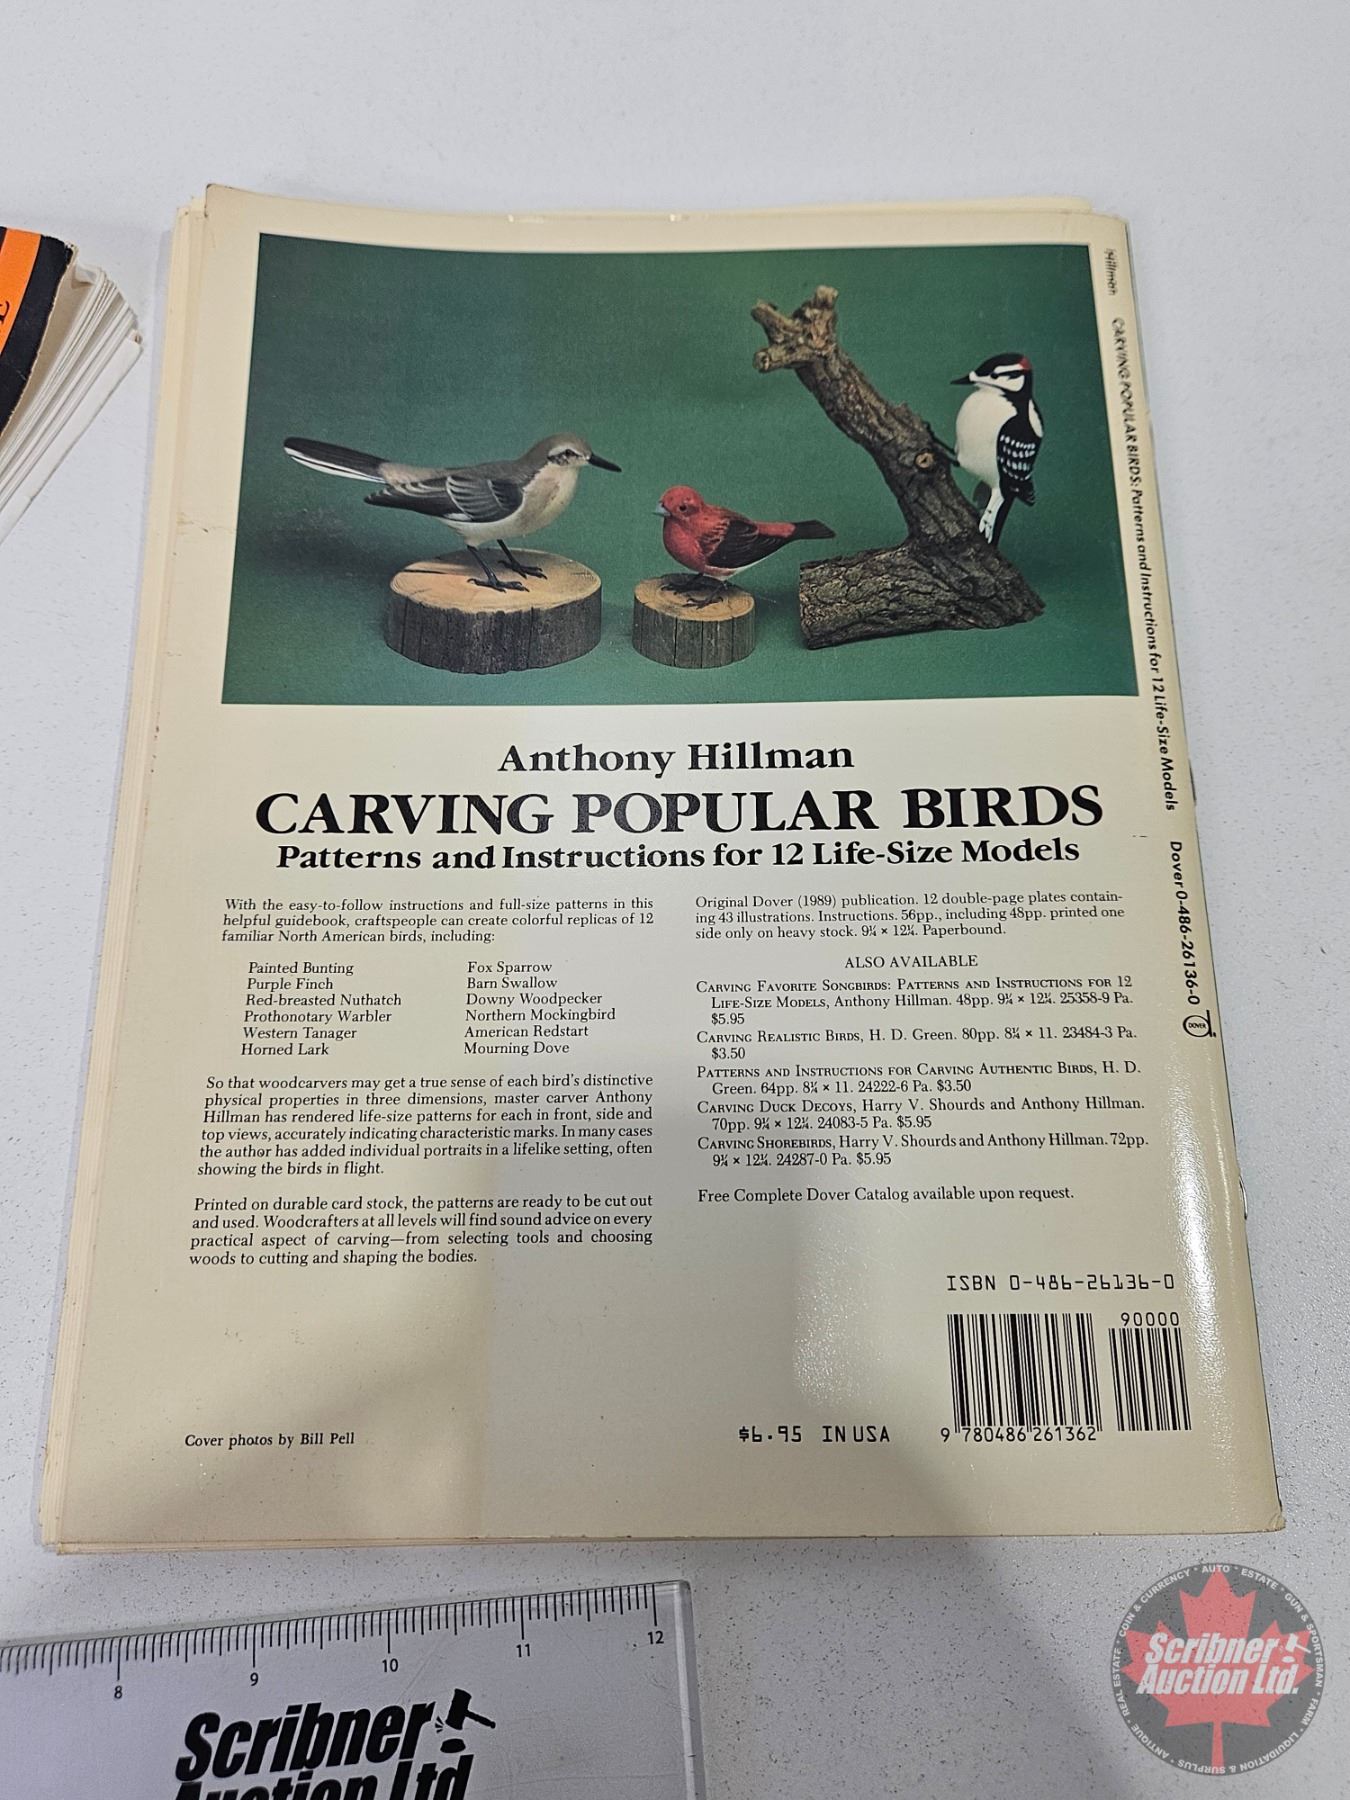 Anthony Hillman
CARVING POPULAR BIRDS
Patterns and Instructions for 12 Life-Size Models
With the easy-to-follow instructions and full-size patterns in this
helpful guidebook, craftspeople can create colorful replicas of 12
familiar North American birds, including:
Painted Bunting
Purple Finch
Red-breasted Nuthatch
Prothonotary Warbler
Western Tanager
Horned Lark
Fox Sparrow
Barn Swallow
Downy Woodpecker
Northern Mockingbird
American Redstart
Mourning Dove
So that woodcarvers may get a true sense of each bird's distinctive
physical properties in three dimensions, master carver Anthony
Hillman has rendered life-size patterns for each in front, side and
top views, accurately indicating characteristic marks. In many cases
the author has added individual portraits in a lifelike setting, often
showing the birds in flight.
Printed on durable card stock, the patterns are ready to be cut out
and used. Woodcrafters at all levels will find sound advice on every
practical aspect of carving—from selecting tools and choosing
woods to cutting and shaping the bodies.
Original Dover (1989) publication. 12 double-page plates contain-
ing 43 illustrations. Instructions. 56pp., including 48pp. printed one
side only on heavy stock. 9¼ × 12¼. Paperbound.
ALSO AVAILABLE
CARVING FAVORITE SONGBIRDS: PATTERNS AND INSTRUCTIONS FOR 12
LIFE-SIZE MODELS, Anthony Hillman. 48pp. 9¼ × 12¼. 25358-9 Pa.
$5.95
CARVING REALISTIC BIRDS, H. D. Green. 80pp. 8¼ × 11. 23484-3 Pa.
$3.50
PATTERNS AND INSTRUCTIONS FOR CARVING AUTHENTIC BIRDS, H. D.
Green. 64pp. 8¼ × 11. 24222-6 Pa. $3.50
CARVING DUCK DECOYS, Harry V. Shourds and Anthony Hillman.
70pp. 9¼ × 12¼. 24083-5 Pa. $5.95
CARVING SHOREBIRDS, Harry V. Shourds and Anthony Hillman. 72pp.
9¼ × 12¼. 24287-0 Pa. $5.95
Free Complete Dover Catalog available upon request.
ISBN 0-486-26136-0
90000
9 780486 261362
$6.95 IN USA
Cover photos by Bill Pell
Hillman CARVING POPULAR BIRDS: Patterns and Instructions for 12 Life-Size Models Dover 0-486-26136-0
DOVER
8 9 10 11 12
Scribner
Auction Ltd
Scribner
Auction Ltd.
ANTIQUE • REAL ESTATE • COIN & CURRENCY • AUTO • ESTATE • GUN & SPORTSMAN • FARM • LIQUIDATION & SURPLUS